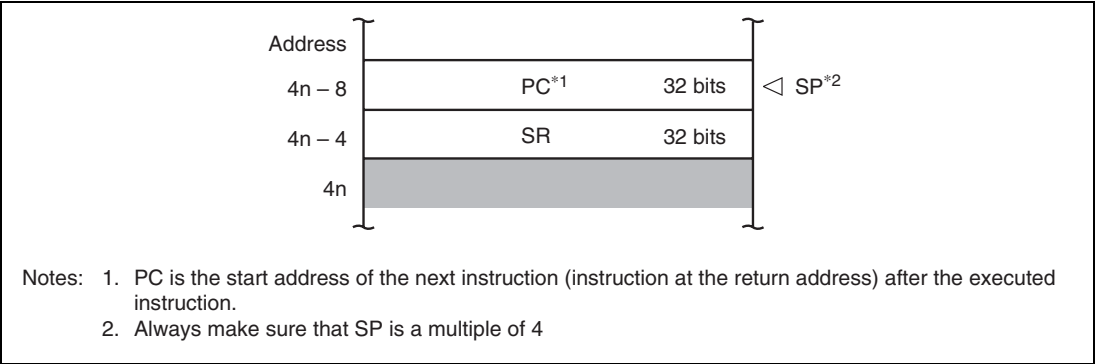 Address
4n – 8 PC*1 32 bits ◁ SP*2
4n – 4 SR 32 bits
4n
Notes: 1. PC is the start address of the next instruction (instruction at the return address) after the executed
instruction.
2. Always make sure that SP is a multiple of 4